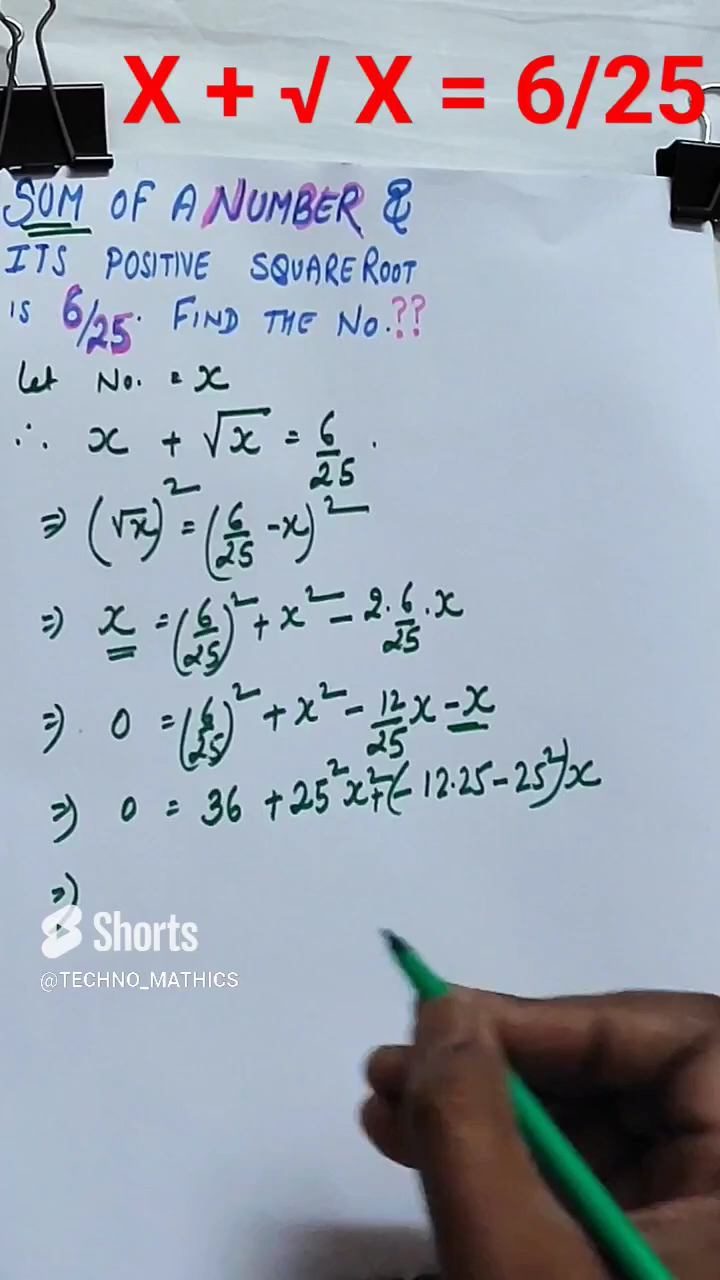 X + √ X = 6/25
SUM OF A NUMBER &
ITS POSITIVE SQUARE ROOT
IS 6/25. FIND THE NO.??
Let No. = x
∴ x + √x = 6/25.
⇒ (√x)² = (6/25 - x)²
⇒ x = (6/25)² + x² - 2·6/25·x
⇒ 0 = (6/25)² + x² - 12/25 x - x
⇒ 0 = 36 + 25²x² + (-12·25 - 25²)x
⇒
Shorts
@TECHNO_MATHICS